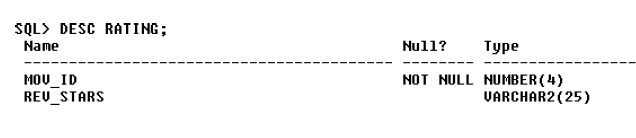 SQL> DESC RATING;
Name                                      Null?    Type
----------------------------------------- -------- ----------------
MOV_ID                                    NOT NULL NUMBER(4)
REV_STARS                                          VARCHAR2(25)